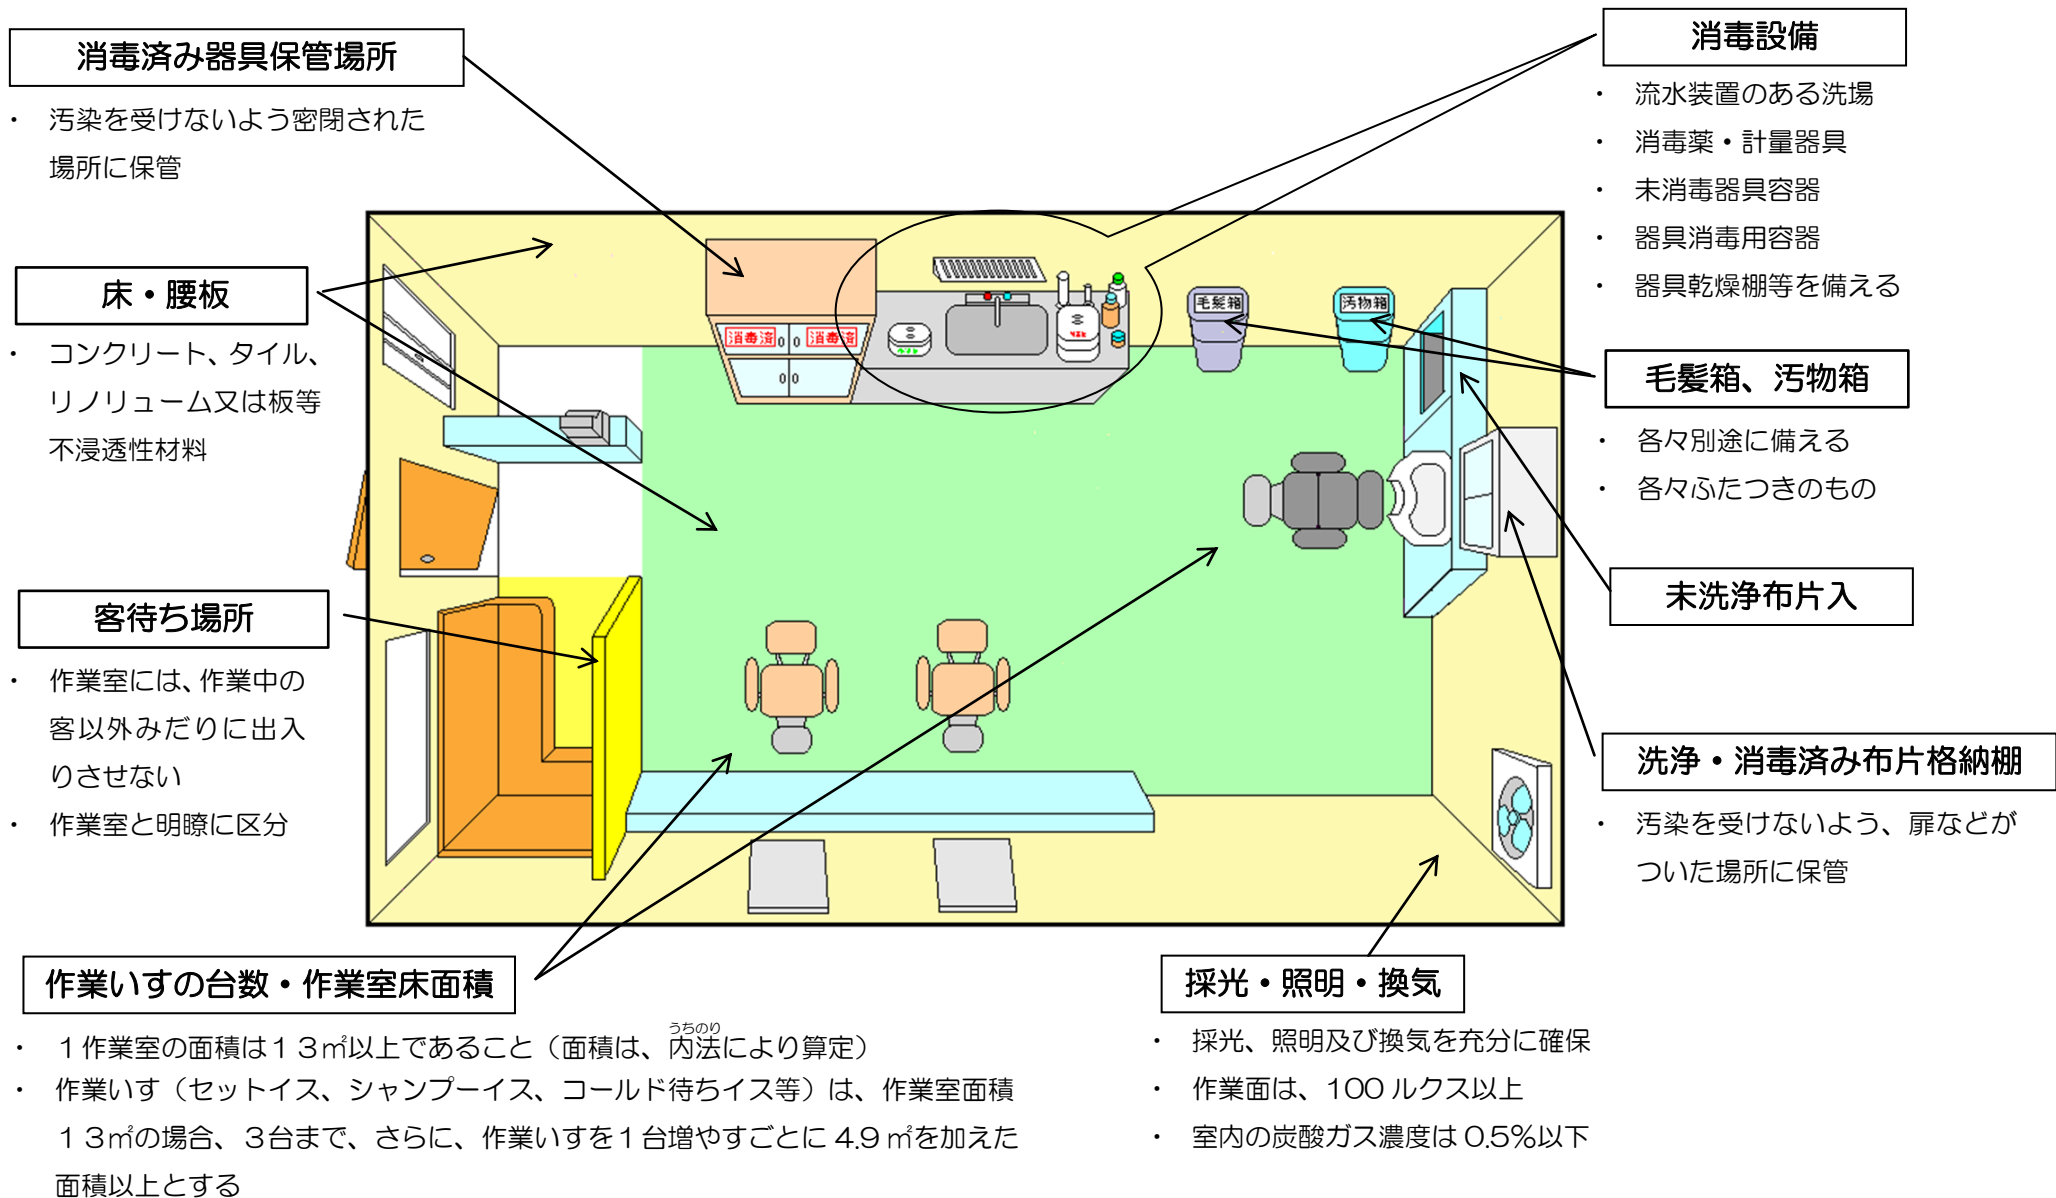 消毒済み器具保管場所
・ 汚染を受けないよう密閉された
場所に保管
床・腰板
・ コンクリート、タイル、
リノリューム又は板等
不浸透性材料
客待ち場所
・ 作業室には、作業中の
客以外みだりに出入
りさせない
・ 作業室と明瞭に区分
消毒設備
・ 流水装置のある洗場
・ 消毒薬・計量器具
・ 未消毒器具容器
・ 器具消毒用容器
・ 器具乾燥棚等を備える
毛髪箱、汚物箱
・ 各々別途に備える
・ 各々ふたつきのもの
未洗浄布片入
洗浄・消毒済み布片格納棚
・ 汚染を受けないよう、扉などが
ついた場所に保管
消毒済
消毒済
毛髪箱
汚物箱
作業いすの台数・作業室床面積
うちのり
・ 1作業室の面積は13㎡以上であること（面積は、内法により算定）
・ 作業いす（セットイス、シャンプーイス、コールド待ちイス等）は、作業室面積
13㎡の場合、3台まで、さらに、作業いすを1台増やすごとに 4.9 ㎡を加えた
面積以上とする
採光・照明・換気
・ 採光、照明及び換気を充分に確保
・ 作業面は、100 ルクス以上
・ 室内の炭酸ガス濃度は 0.5%以下